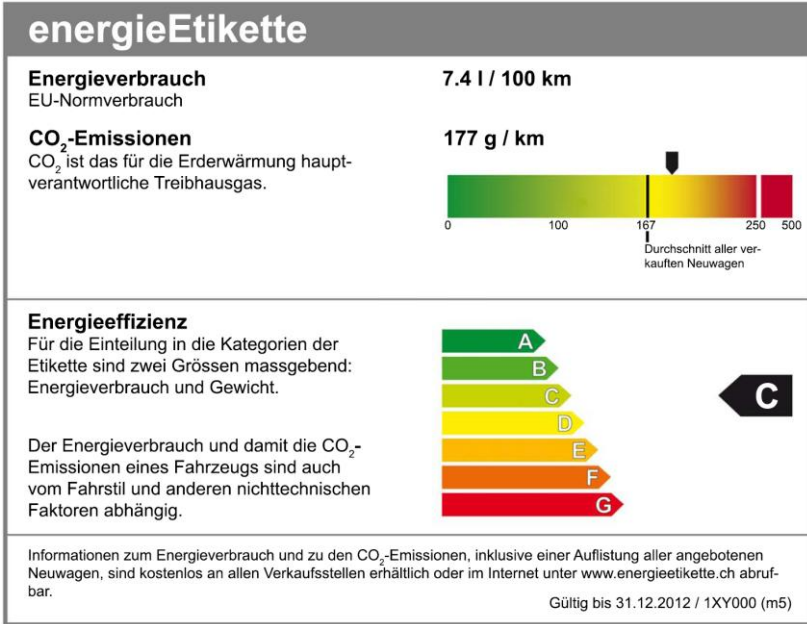 energieEtikette
Energieverbrauch 7.4 l / 100 km
EU-Normverbrauch
CO₂-Emissionen 177 g / km
CO₂ ist das für die Erderwärmung haupt-
verantwortliche Treibhausgas.
0 100 167 250 500
Durchschnitt aller ver-
kauften Neuwagen
Energieeffizienz
Für die Einteilung in die Kategorien der
Etikette sind zwei Grössen massgebend:
Energieverbrauch und Gewicht.
Der Energieverbrauch und damit die CO₂-
Emissionen eines Fahrzeugs sind auch
vom Fahrstil und anderen nichttechnischen
Faktoren abhängig.
A
B
C
D
E
F
G
C
Informationen zum Energieverbrauch und zu den CO₂-Emissionen, inklusive einer Auflistung aller angebotenen
Neuwagen, sind kostenlos an allen Verkaufsstellen erhältlich oder im Internet unter www.energieetikette.ch abruf-
bar.
Gültig bis 31.12.2012 / 1XY000 (m5)